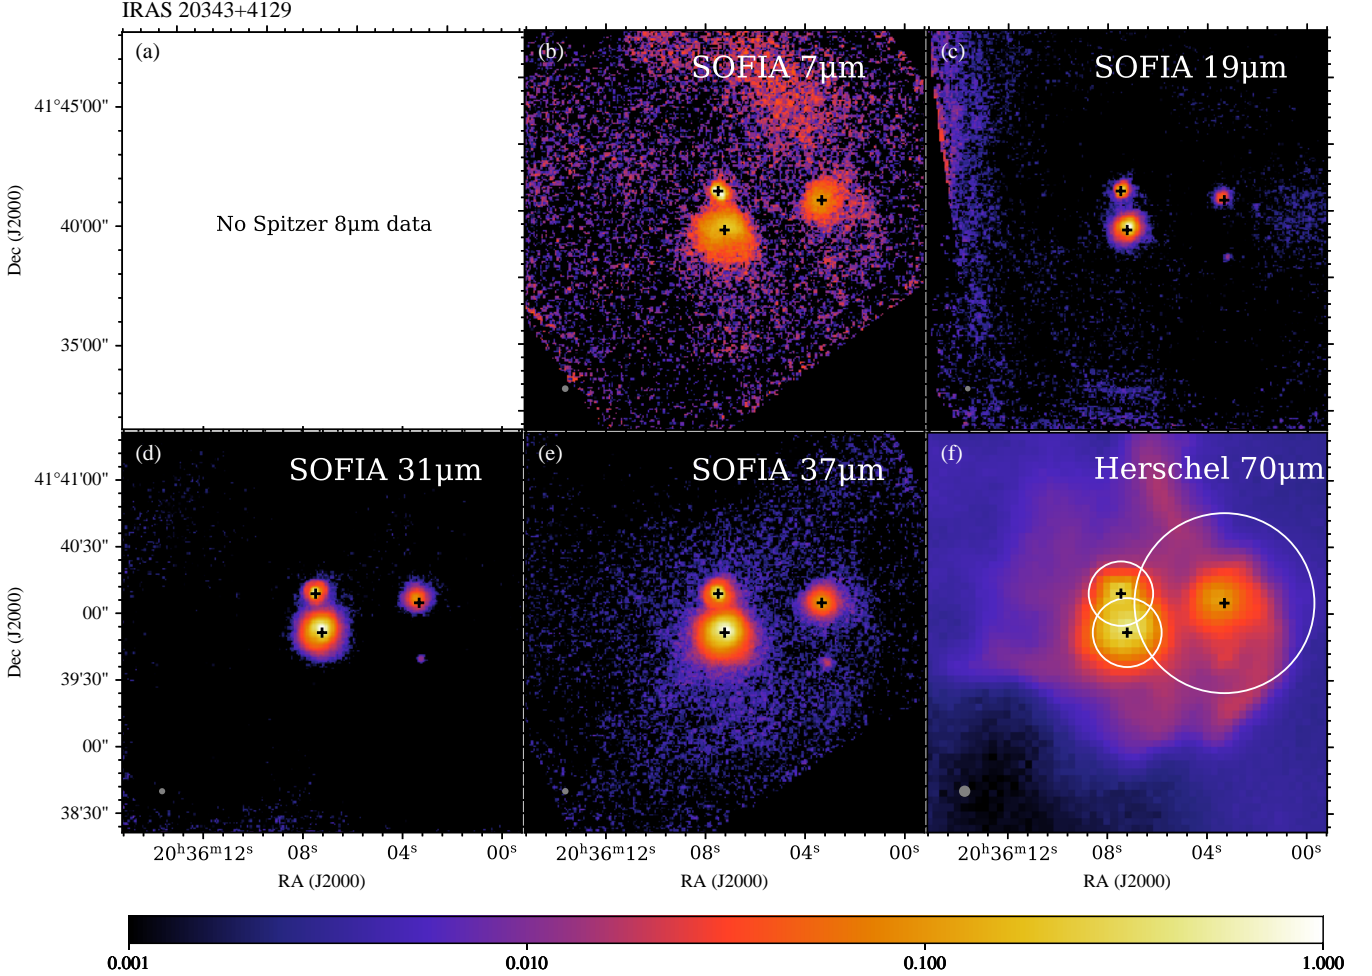 IRAS 20343+4129
(a)
No Spitzer 8μm data
(b)
SOFIA 7μm
(c)
SOFIA 19μm
41°45'00"
40'00"
35'00"
Dec (J2000)
(d)
SOFIA 31μm
(e)
SOFIA 37μm
(f)
Herschel 70μm
41°41'00"
40'30"
00"
39'30"
00"
38'30"
Dec (J2000)
20ʰ36ᵐ12ˢ 08ˢ 04ˢ 00ˢ
20ʰ36ᵐ12ˢ 08ˢ 04ˢ 00ˢ
20ʰ36ᵐ12ˢ 08ˢ 04ˢ 00ˢ
RA (J2000)
RA (J2000)
RA (J2000)
0.001 0.010 0.100 1.000